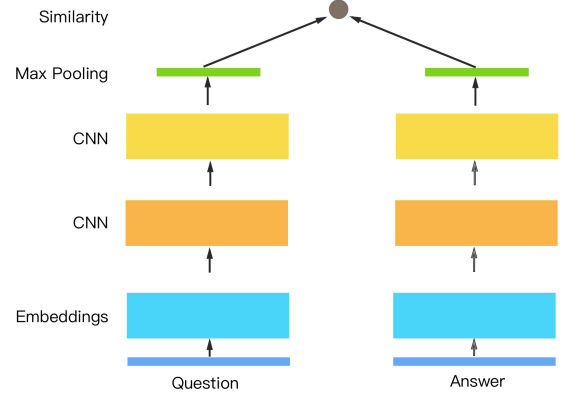 Similarity
Max Pooling
CNN
CNN
Embeddings
Question
Answer